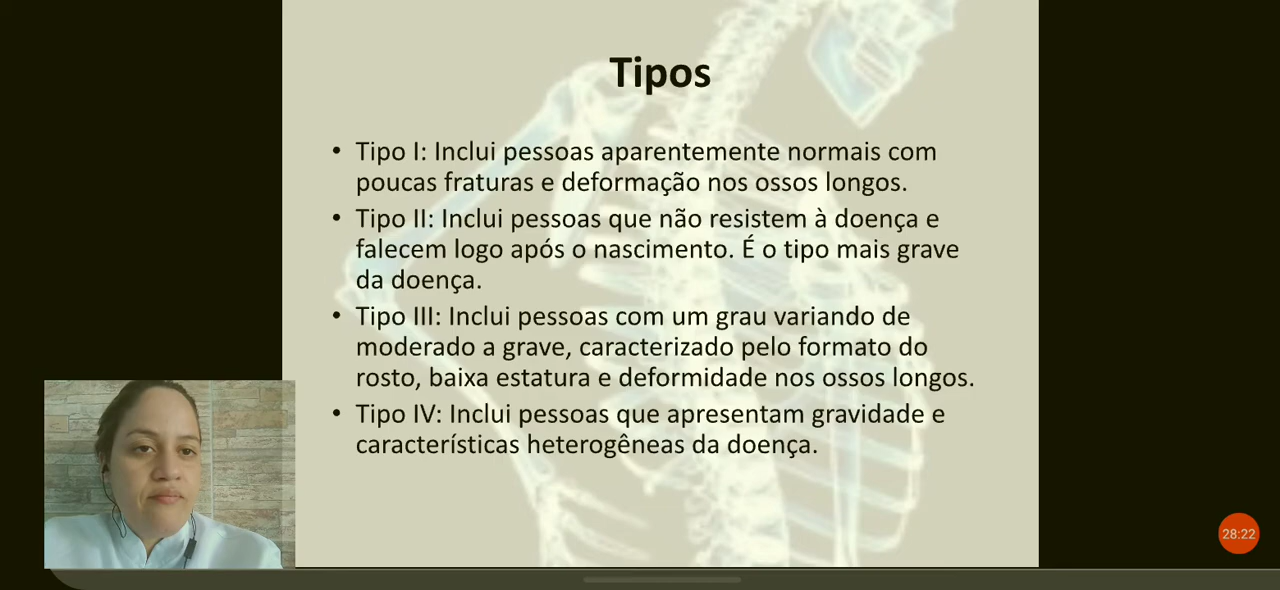 Tipos
• Tipo I: Inclui pessoas aparentemente normais com
poucas fraturas e deformação nos ossos longos.
• Tipo II: Inclui pessoas que não resistem à doença e
falecem logo após o nascimento. É o tipo mais grave
da doença.
• Tipo III: Inclui pessoas com um grau variando de
moderado a grave, caracterizado pelo formato do
rosto, baixa estatura e deformidade nos ossos longos.
• Tipo IV: Inclui pessoas que apresentam gravidade e
características heterogêneas da doença.
28:22